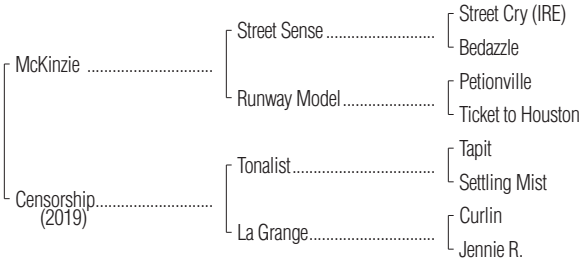 Street Cry (IRE)
Street Sense ........................
Bedazzle
McKinzie ............................
Petionville
Runway Model....................
Ticket to Houston
Tapit
Tonalist................................
Settling Mist
Censorship..........................
(2019)
Curlin
La Grange............................
Jennie R.